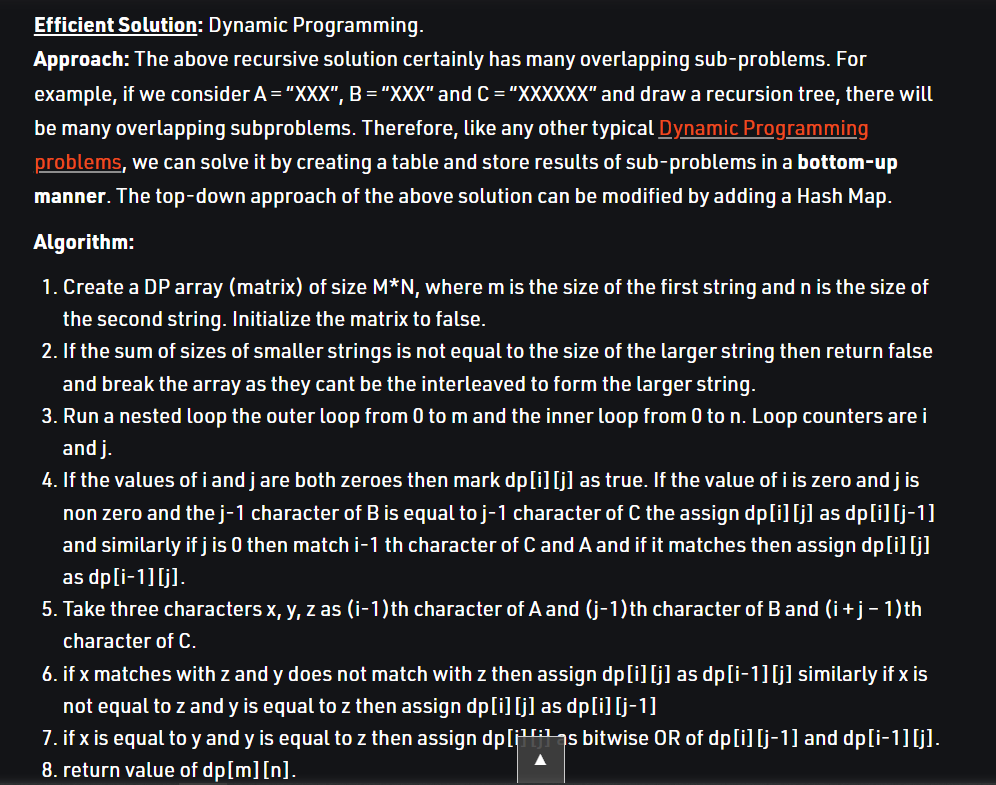 Efficient Solution: Dynamic Programming.
Approach: The above recursive solution certainly has many overlapping sub-problems. For
example, if we consider A = “XXX”, B = “XXX” and C = “XXXXXX” and draw a recursion tree, there will
be many overlapping subproblems. Therefore, like any other typical Dynamic Programming
problems, we can solve it by creating a table and store results of sub-problems in a bottom-up
manner. The top-down approach of the above solution can be modified by adding a Hash Map.
Algorithm:
1. Create a DP array (matrix) of size M*N, where m is the size of the first string and n is the size of
the second string. Initialize the matrix to false.
2. If the sum of sizes of smaller strings is not equal to the size of the larger string then return false
and break the array as they cant be the interleaved to form the larger string.
3. Run a nested loop the outer loop from 0 to m and the inner loop from 0 to n. Loop counters are i
and j.
4. If the values of i and j are both zeroes then mark dp[i][j] as true. If the value of i is zero and j is
non zero and the j-1 character of B is equal to j-1 character of C the assign dp[i][j] as dp[i][j-1]
and similarly if j is 0 then match i-1 th character of C and A and if it matches then assign dp[i][j]
as dp[i-1][j].
5. Take three characters x, y, z as (i-1)th character of A and (j-1)th character of B and (i + j – 1)th
character of C.
6. if x matches with z and y does not match with z then assign dp[i][j] as dp[i-1][j] similarly if x is
not equal to z and y is equal to z then assign dp[i][j] as dp[i][j-1]
7. if x is equal to y and y is equal to z then assign dp[i][j] as bitwise OR of dp[i][j-1] and dp[i-1][j].
8. return value of dp[m][n].